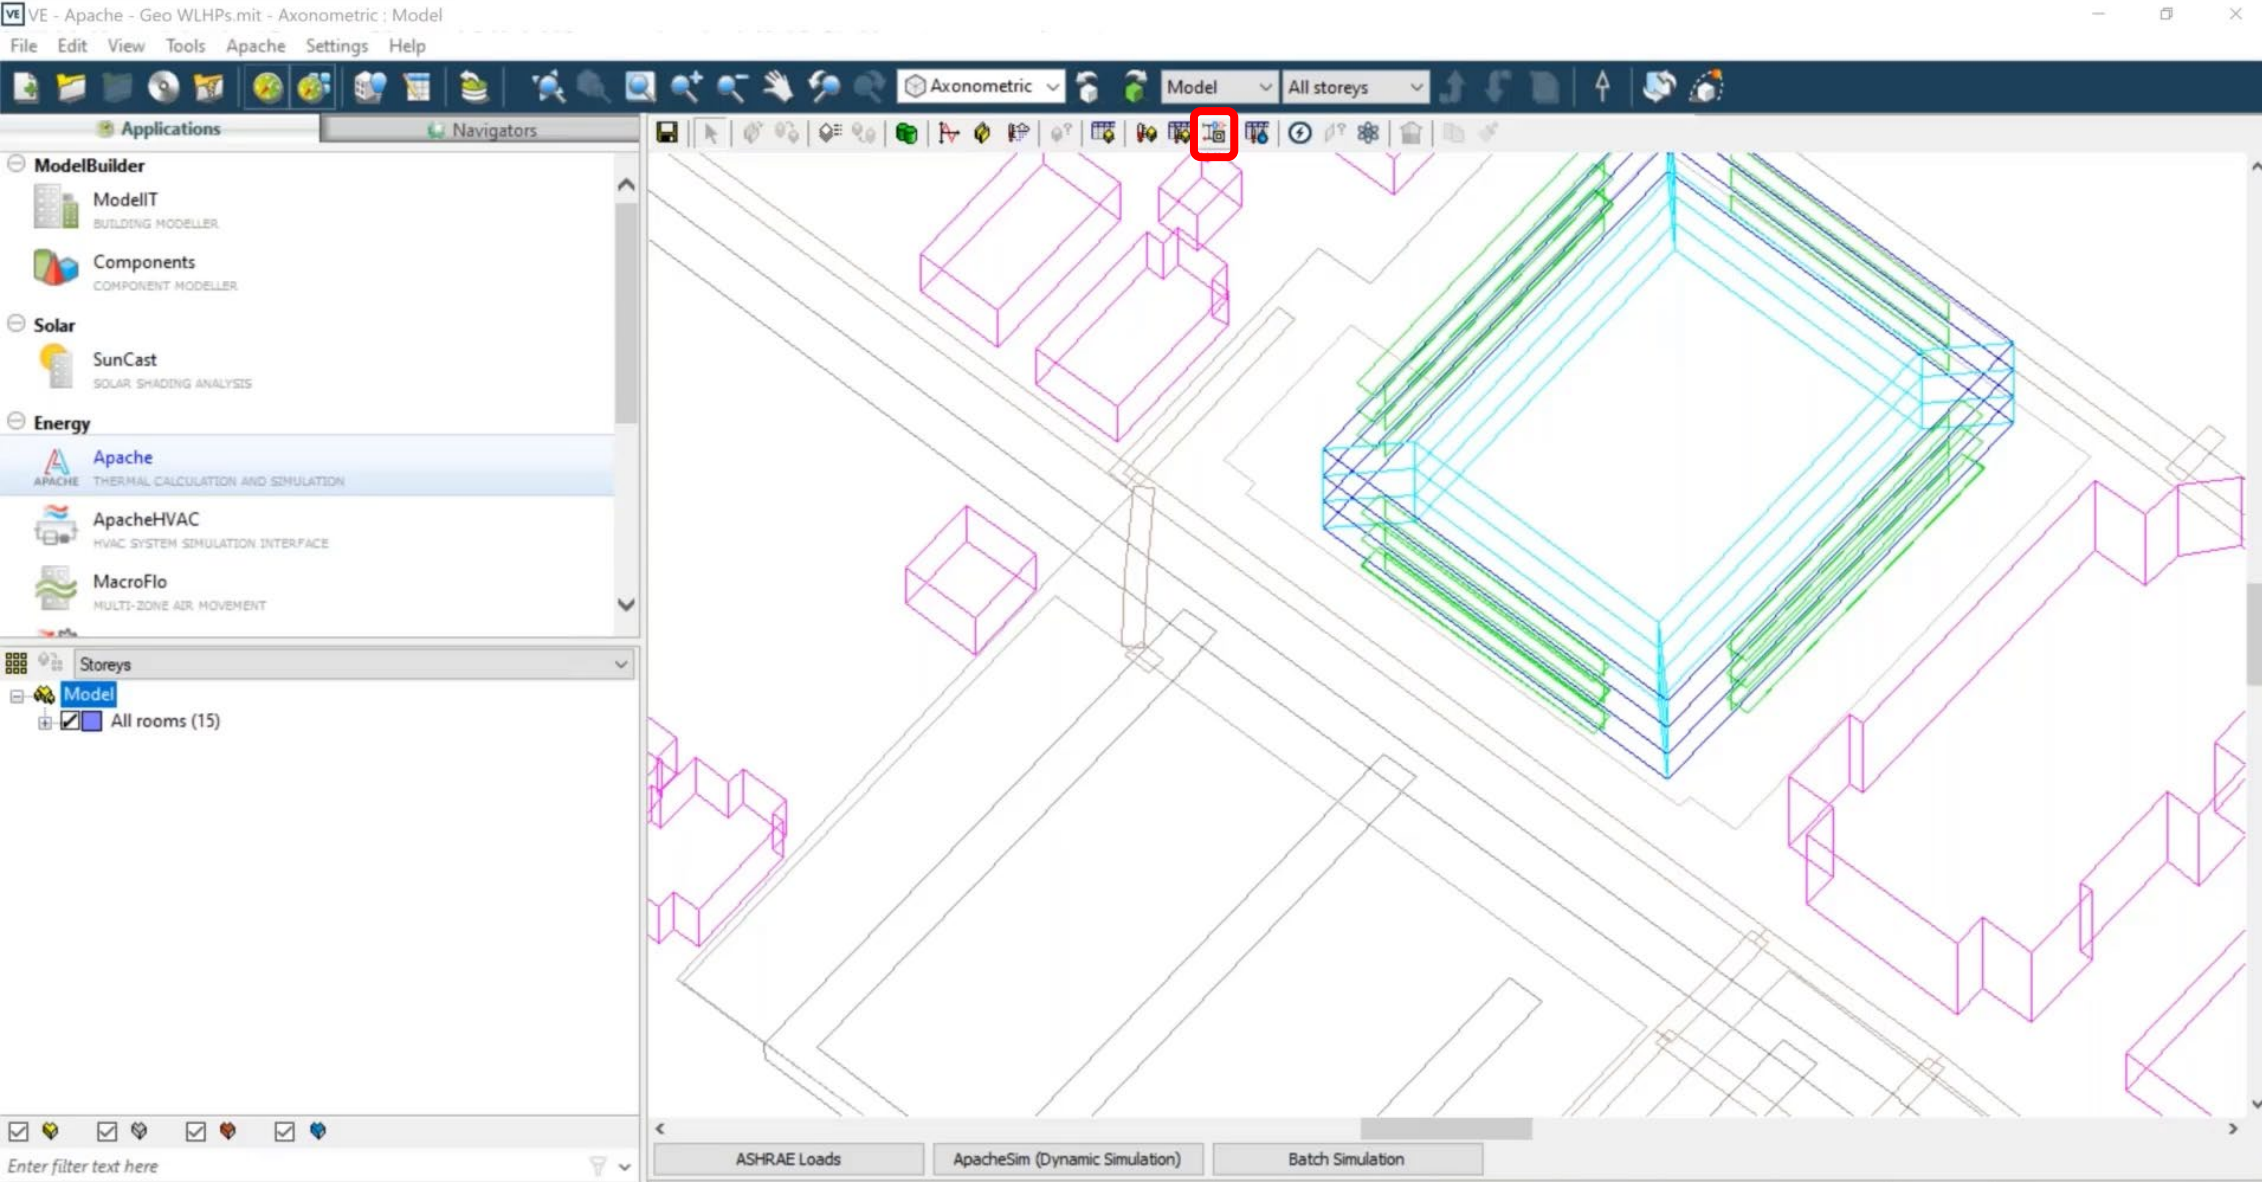 VE VE - Apache - Geo WLHPs.mit - Axonometric : Model
File Edit View Tools Apache Settings Help
Axonometric Model All storeys
Applications Navigators
ModelBuilder
ModelIT
BUILDING MODELLER
Components
COMPONENT MODELLER
Solar
SunCast
SOLAR SHADING ANALYSIS
Energy
Apache
APACHE THERMAL CALCULATION AND SIMULATION
ApacheHVAC
HVAC SYSTEM SIMULATION INTERFACE
MacroFlo
MULTI-ZONE AIR MOVEMENT
Storeys
Model
All rooms (15)
Enter filter text here
ASHRAE Loads ApacheSim (Dynamic Simulation) Batch Simulation